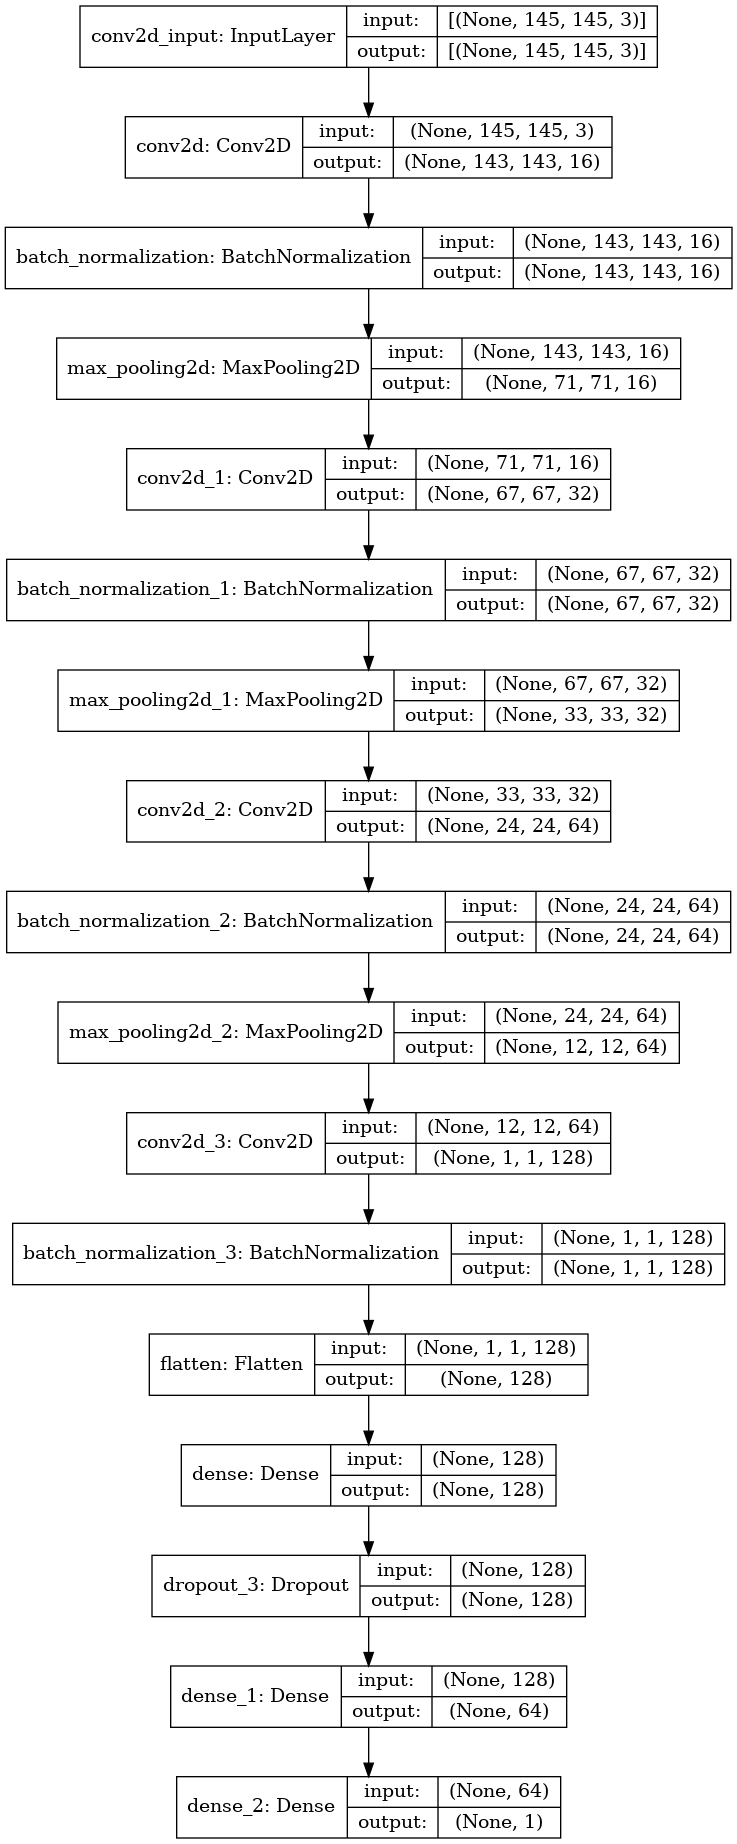 conv2d_input: InputLayer
input: [(None, 145, 145, 3)]
output: [(None, 145, 145, 3)]
conv2d: Conv2D
input: (None, 145, 145, 3)
output: (None, 143, 143, 16)
batch_normalization: BatchNormalization
input: (None, 143, 143, 16)
output: (None, 143, 143, 16)
max_pooling2d: MaxPooling2D
input: (None, 143, 143, 16)
output: (None, 71, 71, 16)
conv2d_1: Conv2D
input: (None, 71, 71, 16)
output: (None, 67, 67, 32)
batch_normalization_1: BatchNormalization
input: (None, 67, 67, 32)
output: (None, 67, 67, 32)
max_pooling2d_1: MaxPooling2D
input: (None, 67, 67, 32)
output: (None, 33, 33, 32)
conv2d_2: Conv2D
input: (None, 33, 33, 32)
output: (None, 24, 24, 64)
batch_normalization_2: BatchNormalization
input: (None, 24, 24, 64)
output: (None, 24, 24, 64)
max_pooling2d_2: MaxPooling2D
input: (None, 24, 24, 64)
output: (None, 12, 12, 64)
conv2d_3: Conv2D
input: (None, 12, 12, 64)
output: (None, 1, 1, 128)
batch_normalization_3: BatchNormalization
input: (None, 1, 1, 128)
output: (None, 1, 1, 128)
flatten: Flatten
input: (None, 1, 1, 128)
output: (None, 128)
dense: Dense
input: (None, 128)
output: (None, 128)
dropout_3: Dropout
input: (None, 128)
output: (None, 128)
dense_1: Dense
input: (None, 128)
output: (None, 64)
dense_2: Dense
input: (None, 64)
output: (None, 1)